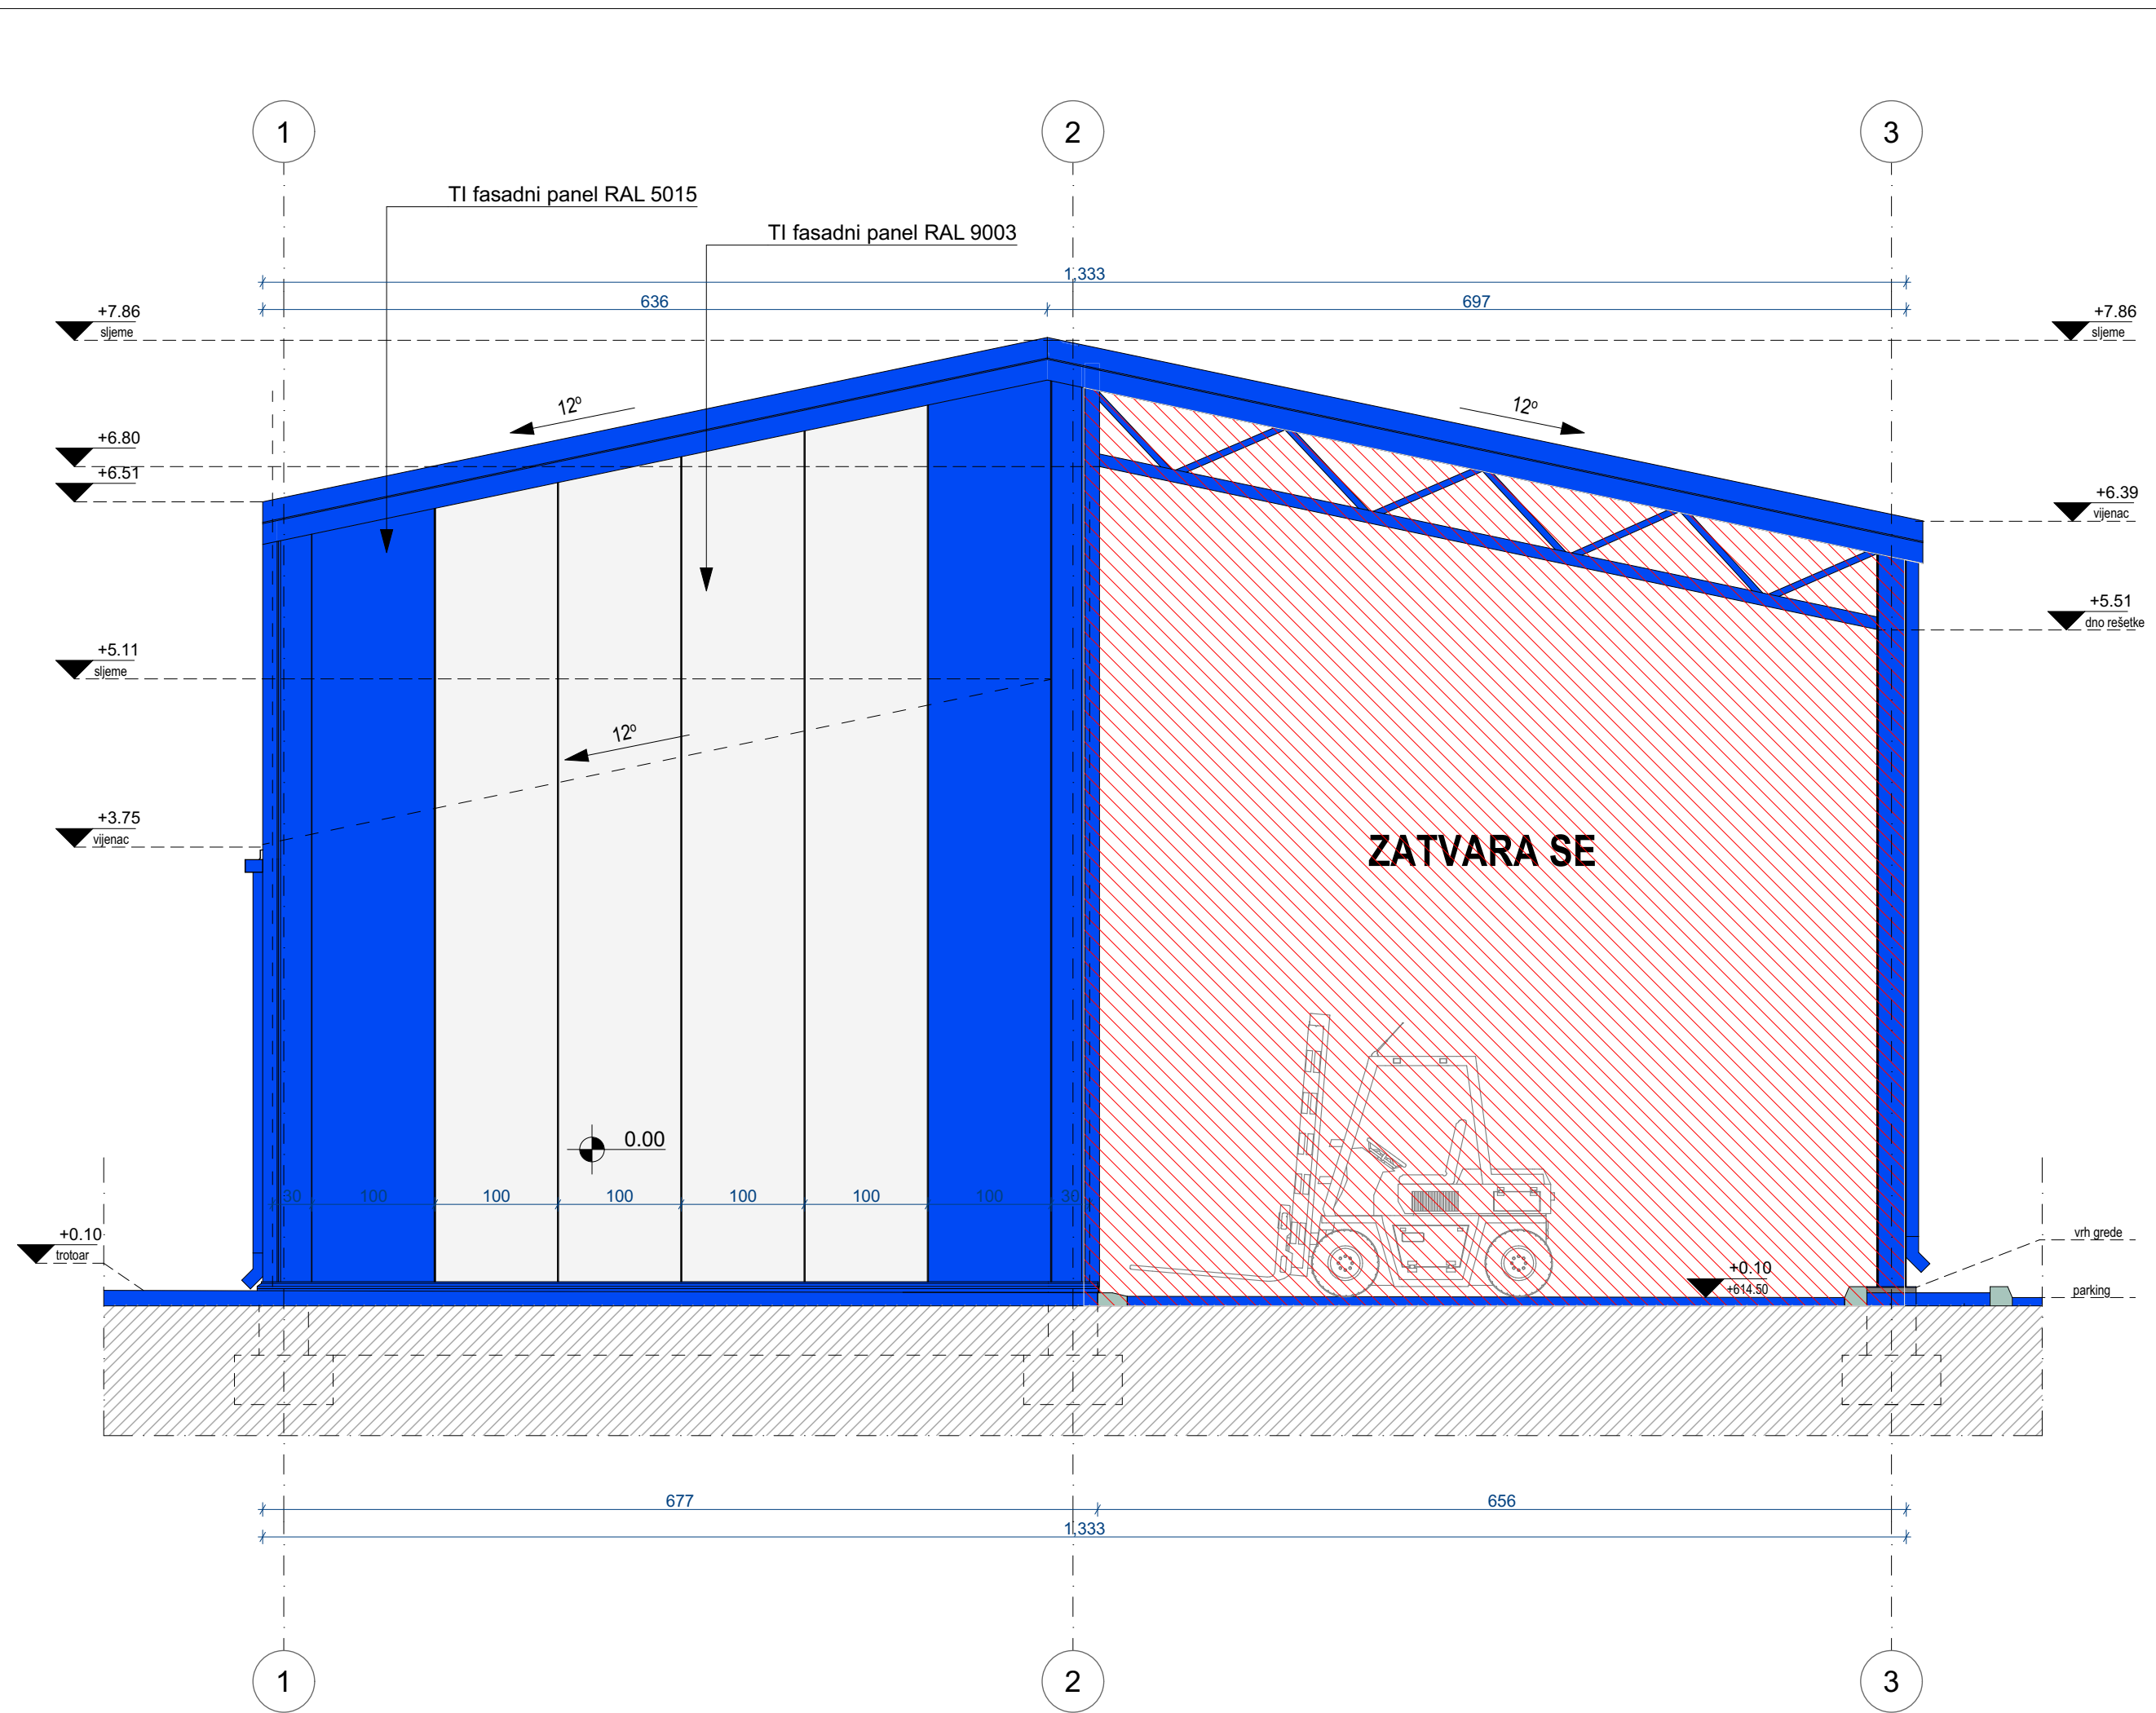 1
2
3
TI fasadni panel RAL 5015
TI fasadni panel RAL 9003
1,333
636
697
+7.86
sljeme
+7.86
sljeme
12º
12º
+6.80
+6.51
+6.39
vijenac
+5.51
dno rešetke
+5.11
sljeme
12º
+3.75
vijenac
ZATVARA SE
0.00
30
100
100
100
100
100
100
30
+0.10
trotoar
vrh grede
+0.10
+614.50
parking
677
656
1,333
1
2
3